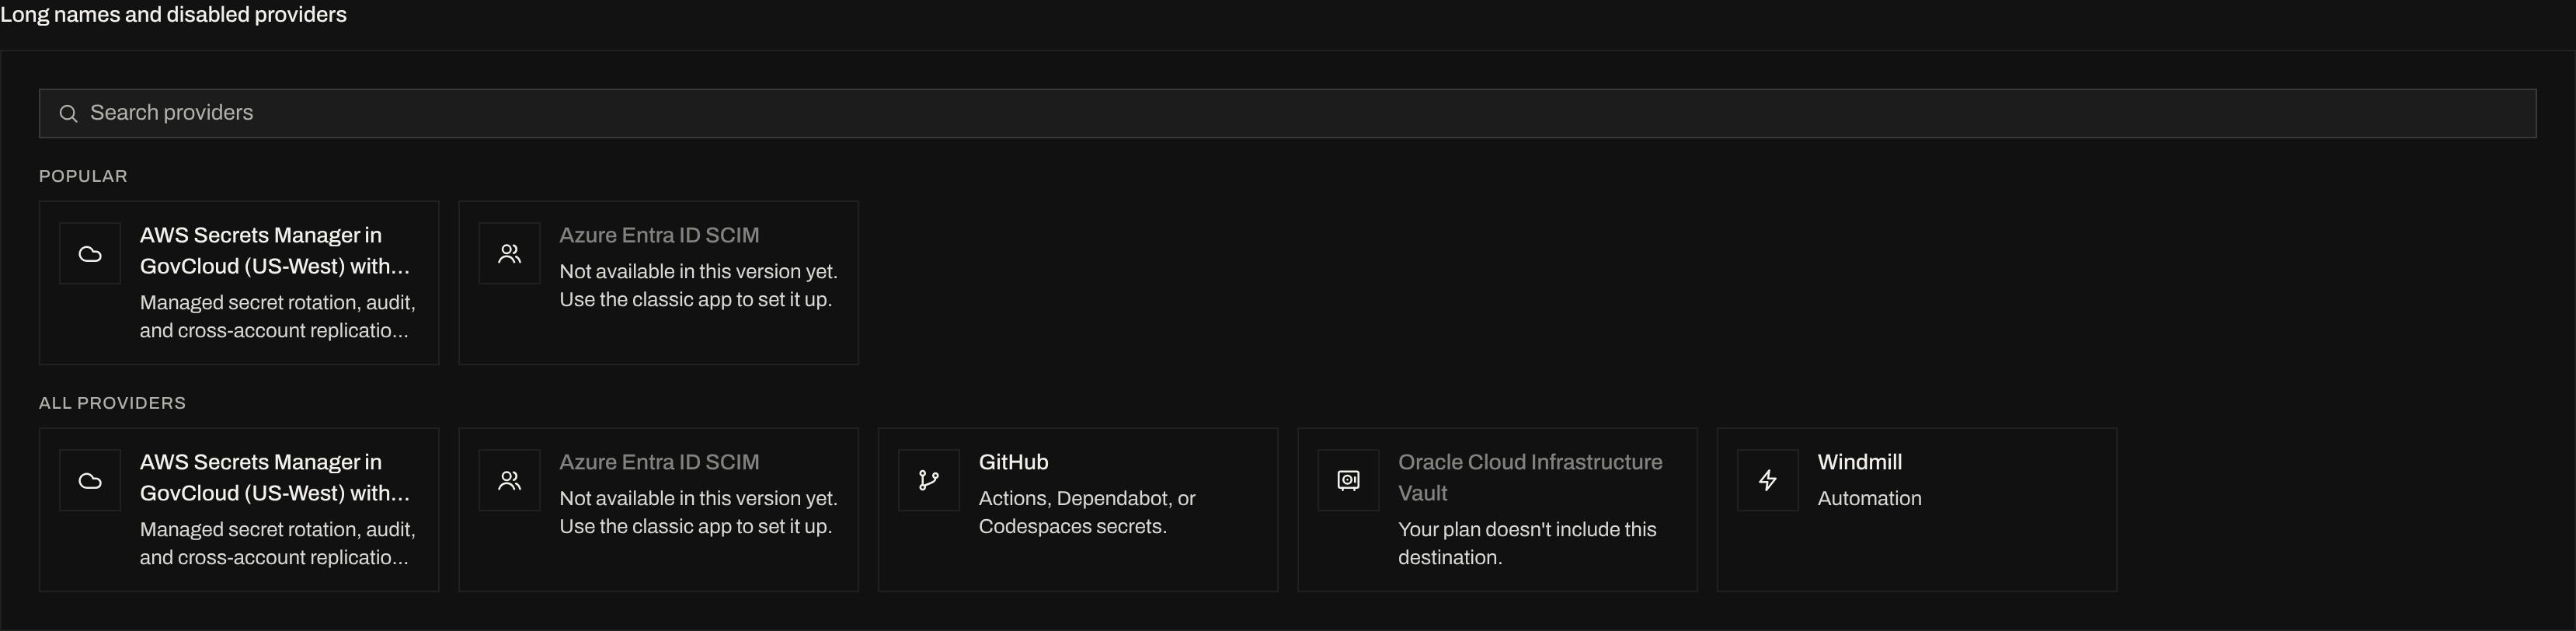 Long names and disabled providers
Search providers
POPULAR
AWS Secrets Manager in
GovCloud (US-West) with...
Managed secret rotation, audit,
and cross-account replicatio...
Azure Entra ID SCIM
Not available in this version yet.
Use the classic app to set it up.
ALL PROVIDERS
AWS Secrets Manager in
GovCloud (US-West) with...
Managed secret rotation, audit,
and cross-account replicatio...
Azure Entra ID SCIM
Not available in this version yet.
Use the classic app to set it up.
GitHub
Actions, Dependabot, or
Codespaces secrets.
Oracle Cloud Infrastructure
Vault
Your plan doesn't include this
destination.
Windmill
Automation